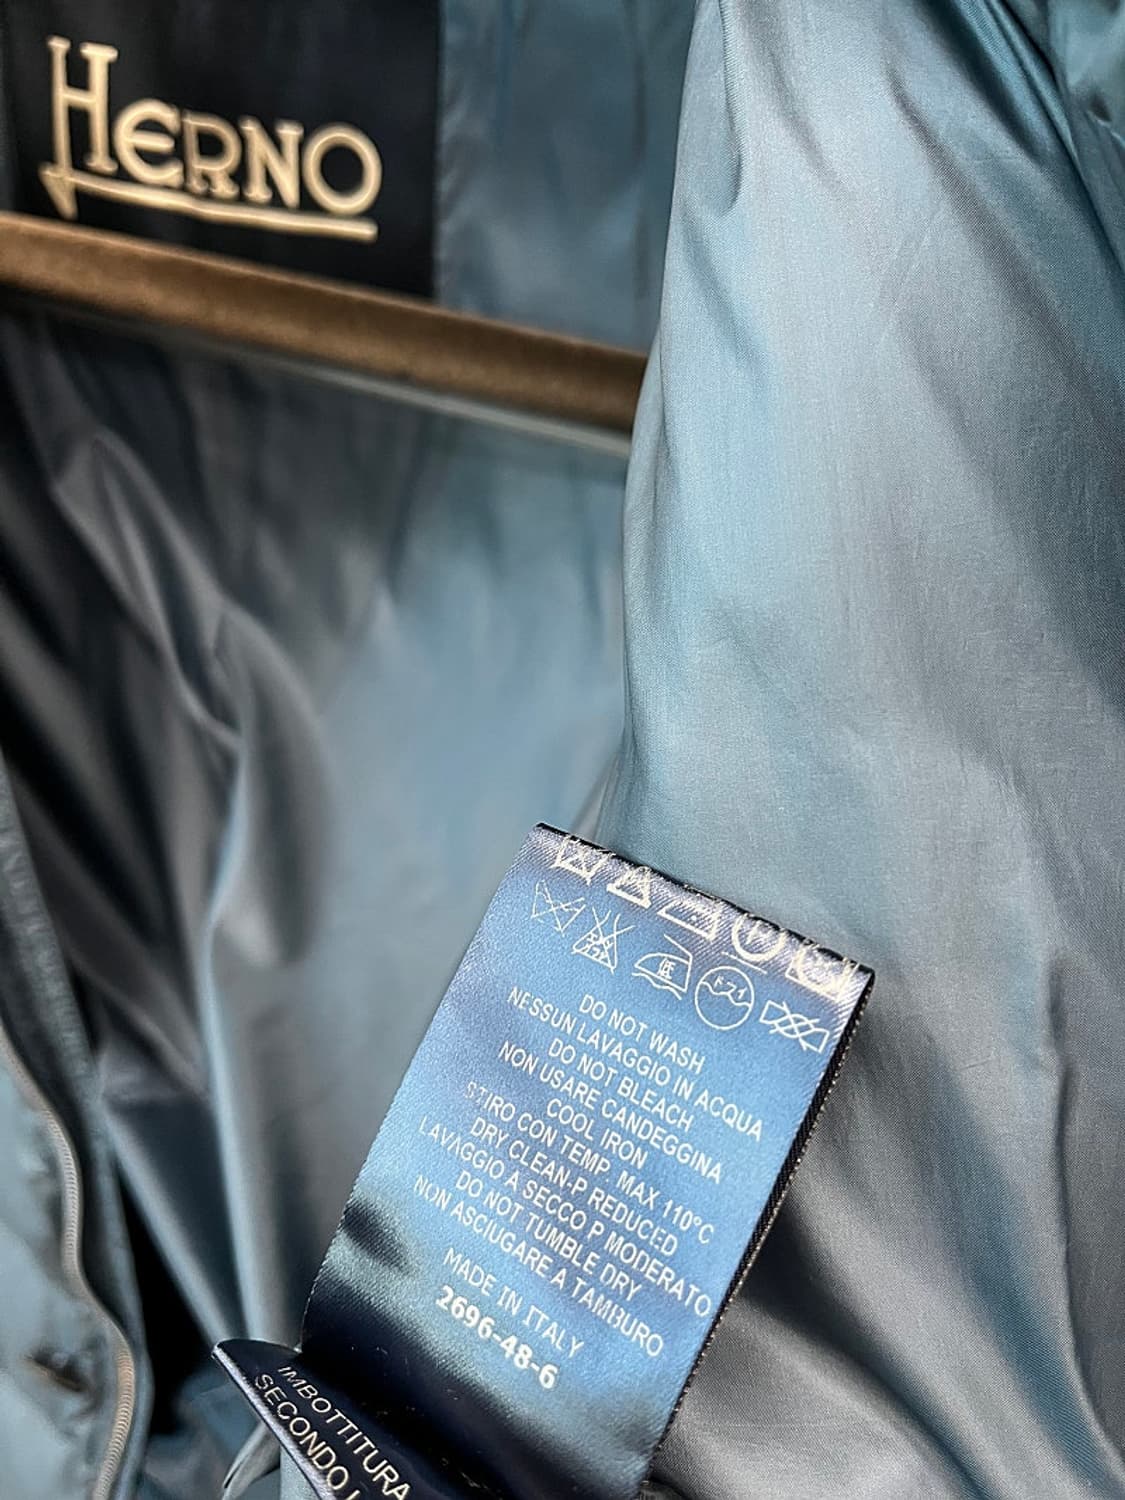 HERNO
DO NOT WASH
NESSUN LAVAGGIO IN ACQUA
DO NOT BLEACH
NON USARE CANDEGGINA
COOL IRON
STIRO CON TEMP. MAX 110°C
DRY CLEAN-P REDUCED
LAVAGGIO A SECCO P MODERATO
DO NOT TUMBLE DRY
NON ASCIUGARE A TAMBURO
MADE IN ITALY
2696-48-6
IMBOTTITURA
SECONDO